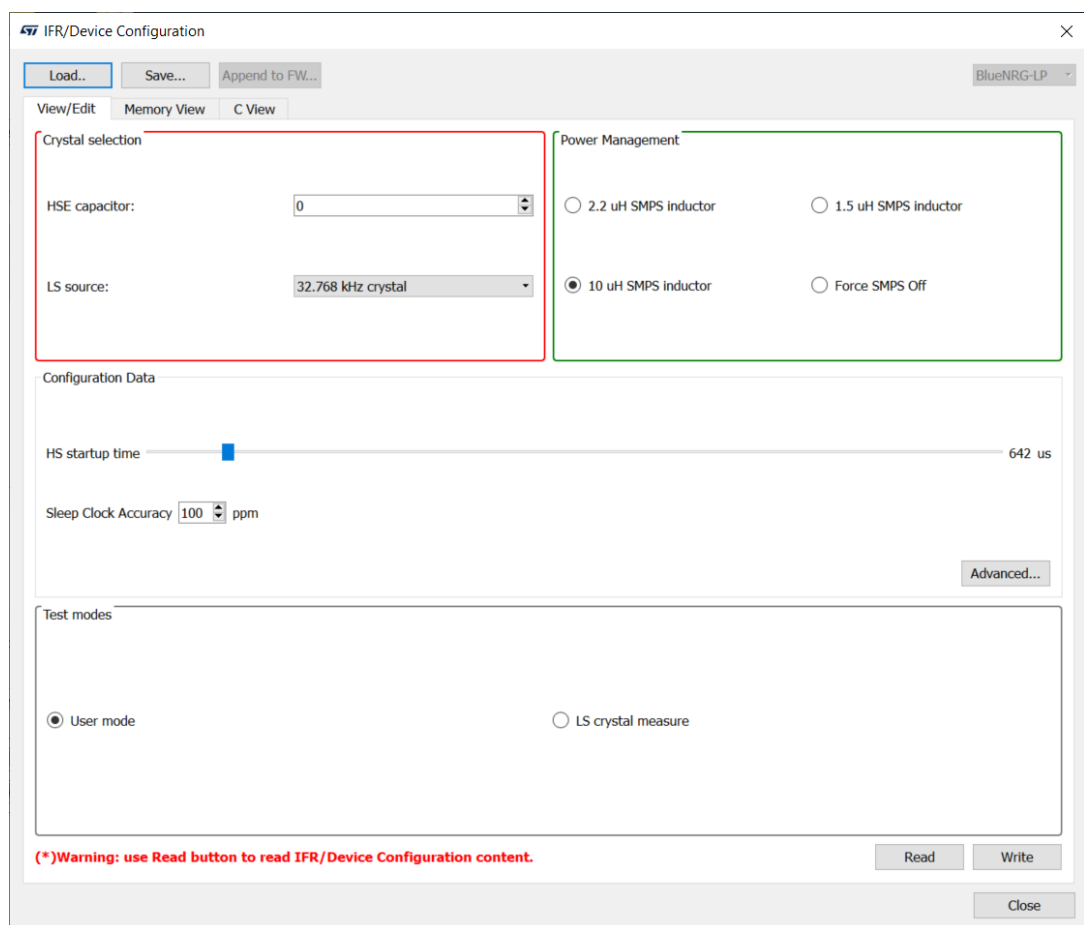 IFR/Device Configuration
Load.. Save... Append to FW... BlueNRG-LP
View/Edit Memory View C View
Crystal selection Power Management
HSE capacitor: 0 2.2 uH SMPS inductor 1.5 uH SMPS inductor
LS source: 32.768 kHz crystal 10 uH SMPS inductor Force SMPS Off
Configuration Data
HS startup time 642 us
Sleep Clock Accuracy 100 ppm
Advanced...
Test modes
User mode LS crystal measure
(*)Warning: use Read button to read IFR/Device Configuration content. Read Write
Close